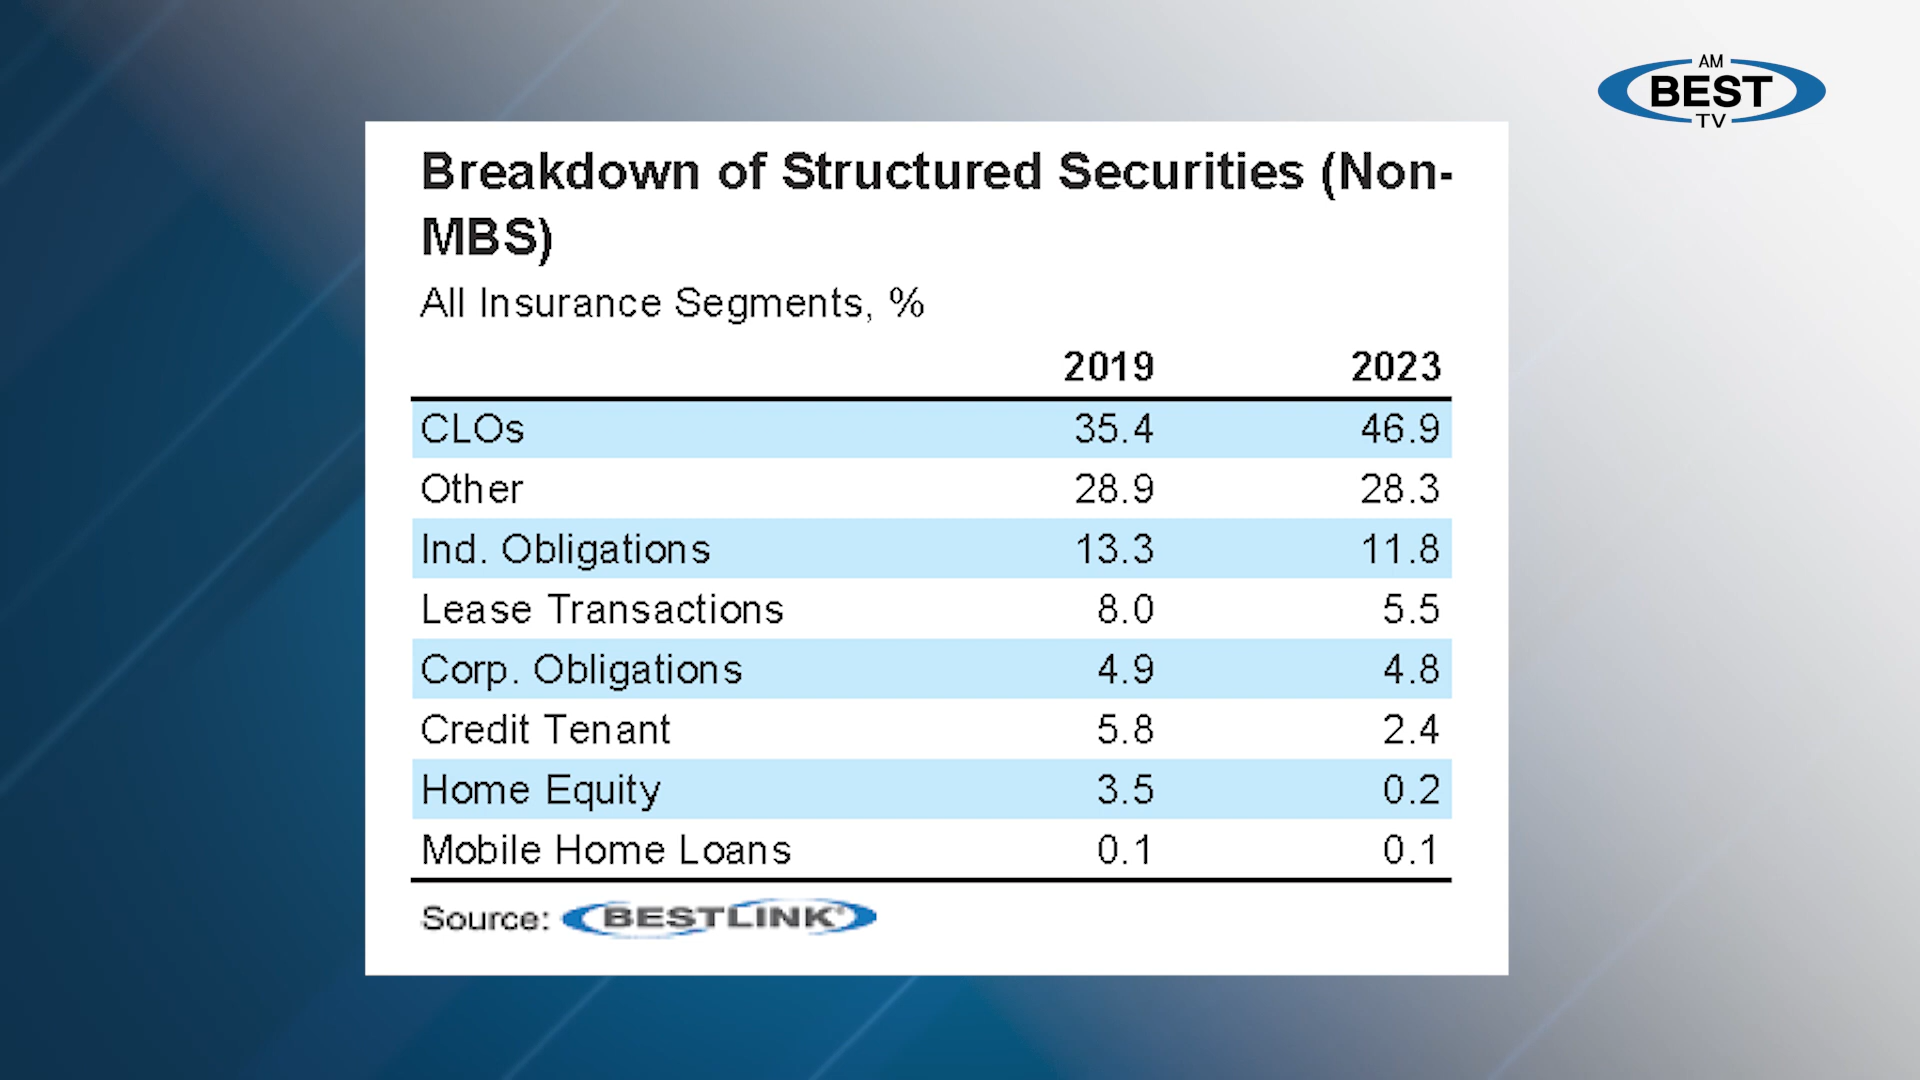 AM
BEST
TV
Breakdown of Structured Securities (Non-
MBS)
All Insurance Segments, %
2019 2023
CLOs 35.4 46.9
Other 28.9 28.3
Ind. Obligations 13.3 11.8
Lease Transactions 8.0 5.5
Corp. Obligations 4.9 4.8
Credit Tenant 5.8 2.4
Home Equity 3.5 0.2
Mobile Home Loans 0.1 0.1
Source: BESTLINK®